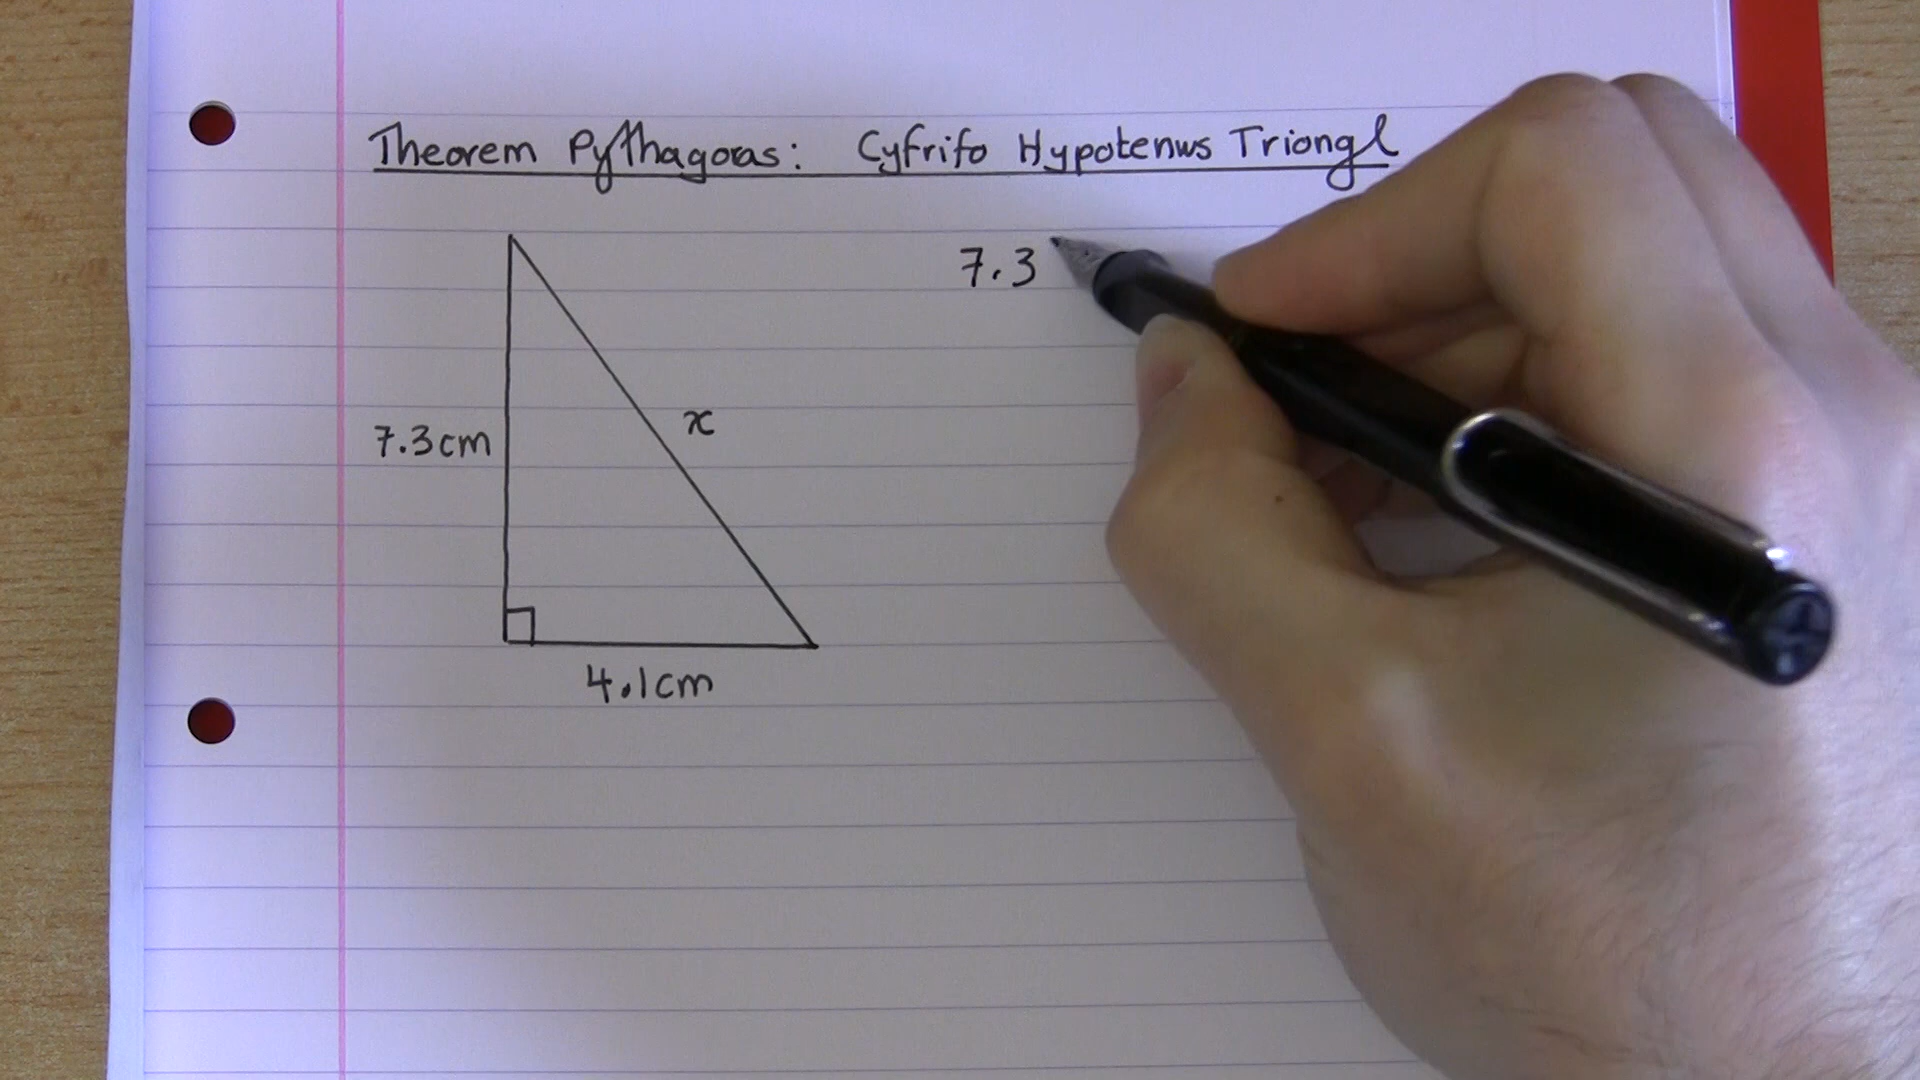 Theorem Pythagoras: Cyfrifo Hypotenws Triongl
7.3
7.3cm
x
4.1cm